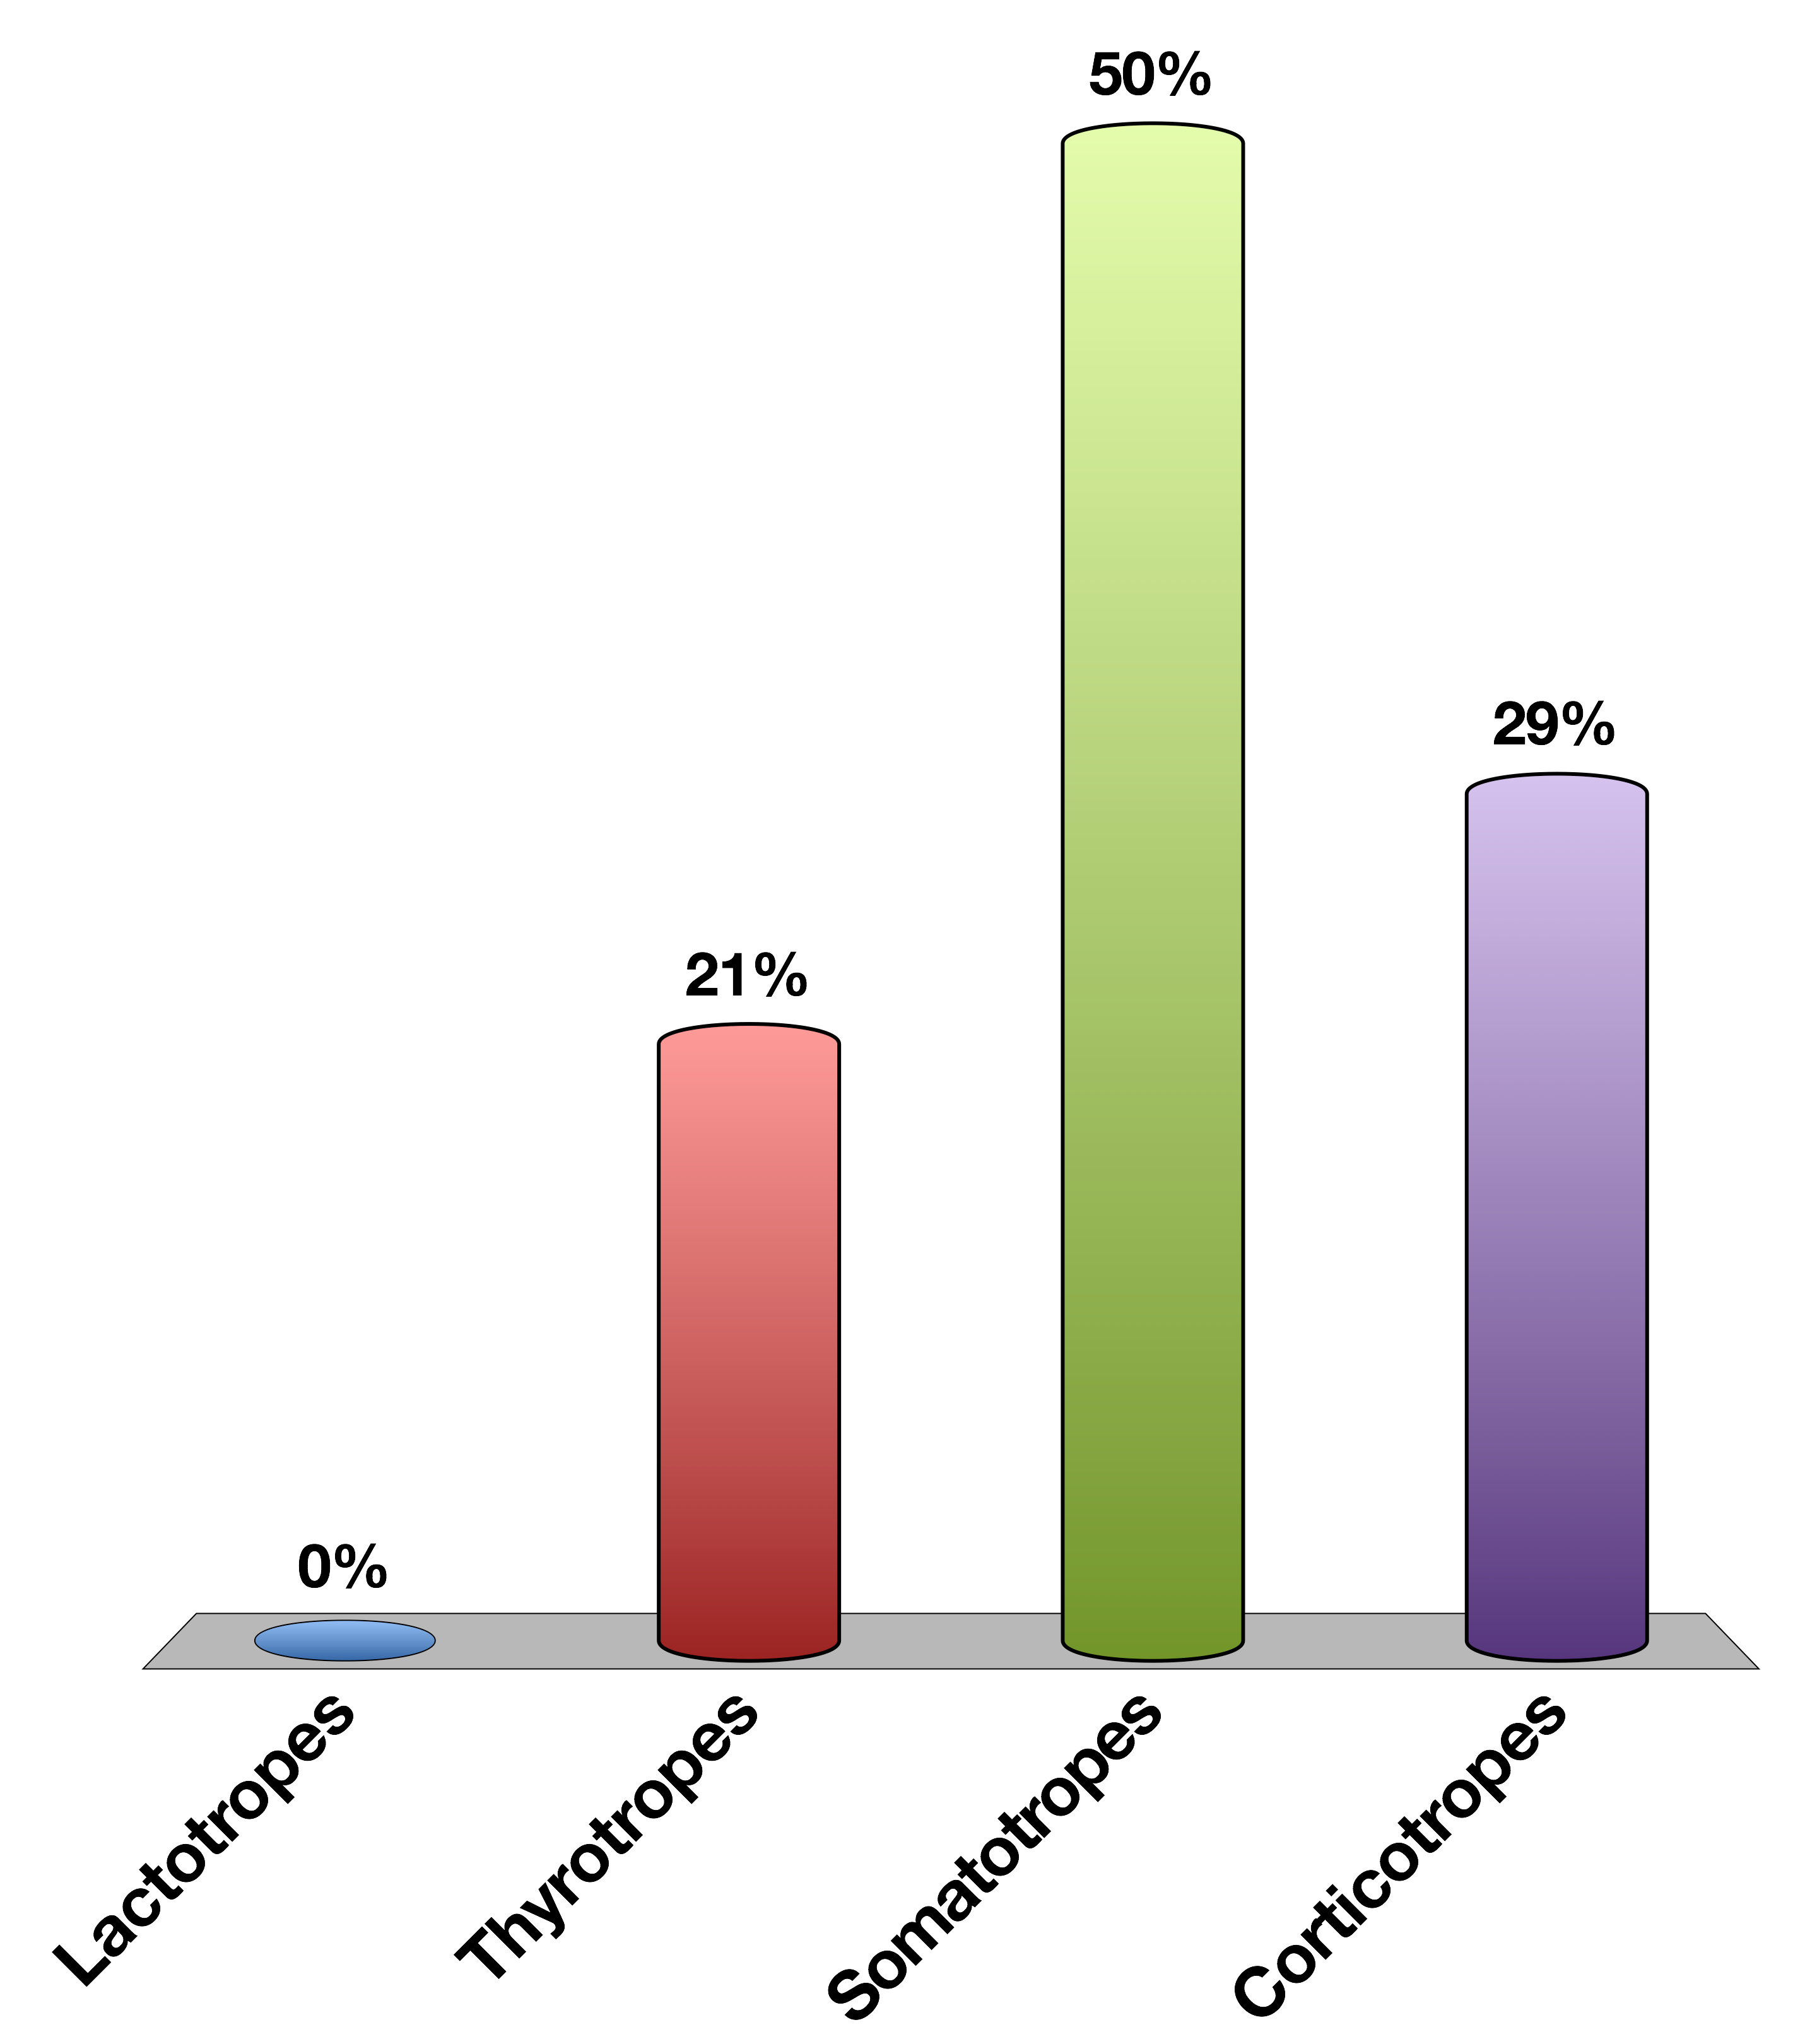 50%
29%
21%
0%
Lactotropes
Thyrotropes
Somatotropes
Corticotropes